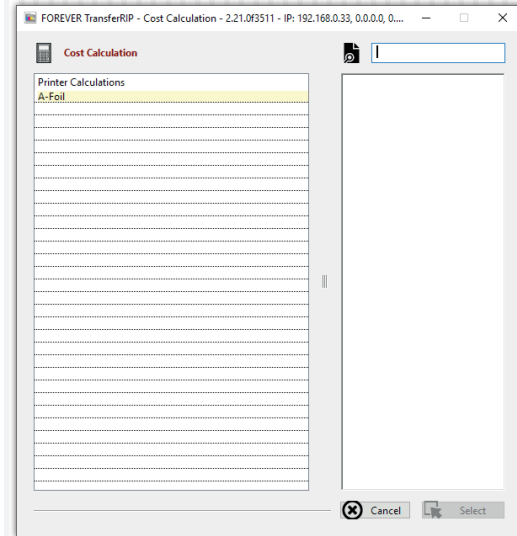 FOREVER TransferRIP - Cost Calculation - 2.21.0f3511 - IP: 192.168.0.33, 0.0.0.0, 0....
Cost Calculation
Printer Calculations
A-Foil
Cancel
Select